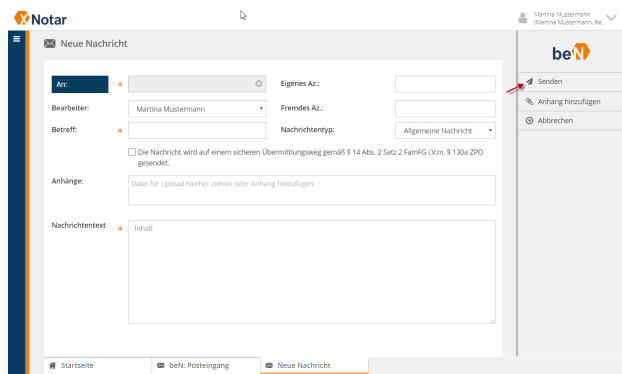 XNotar
Martina Mustermann
(Martina Mustermann, Re...
Neue Nachricht
beN
An: *
Eigenes Az.:
Senden
Anhang hinzufügen
Bearbeiter: Martina Mustermann
Fremdes Az.:
Abbrechen
Betreff: *
Nachrichtentyp: Allgemeine Nachricht
Die Nachricht wird auf einem sicheren Übermittlungsweg gemäß § 14 Abs. 2 Satz 2 FamFG i.V.m. § 130a ZPO
gesendet.
Anhänge:
Datei für Upload hierher ziehen oder Anhang hinzufügen
Nachrichtentext *
Inhalt
Startseite
beN: Posteingang
Neue Nachricht